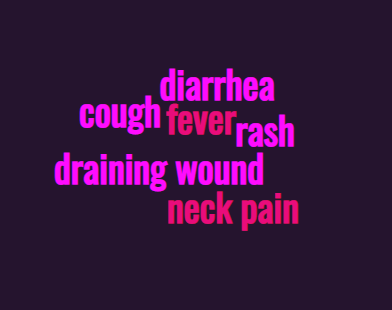 diarrhea
cough fever rash
draining wound
neck pain